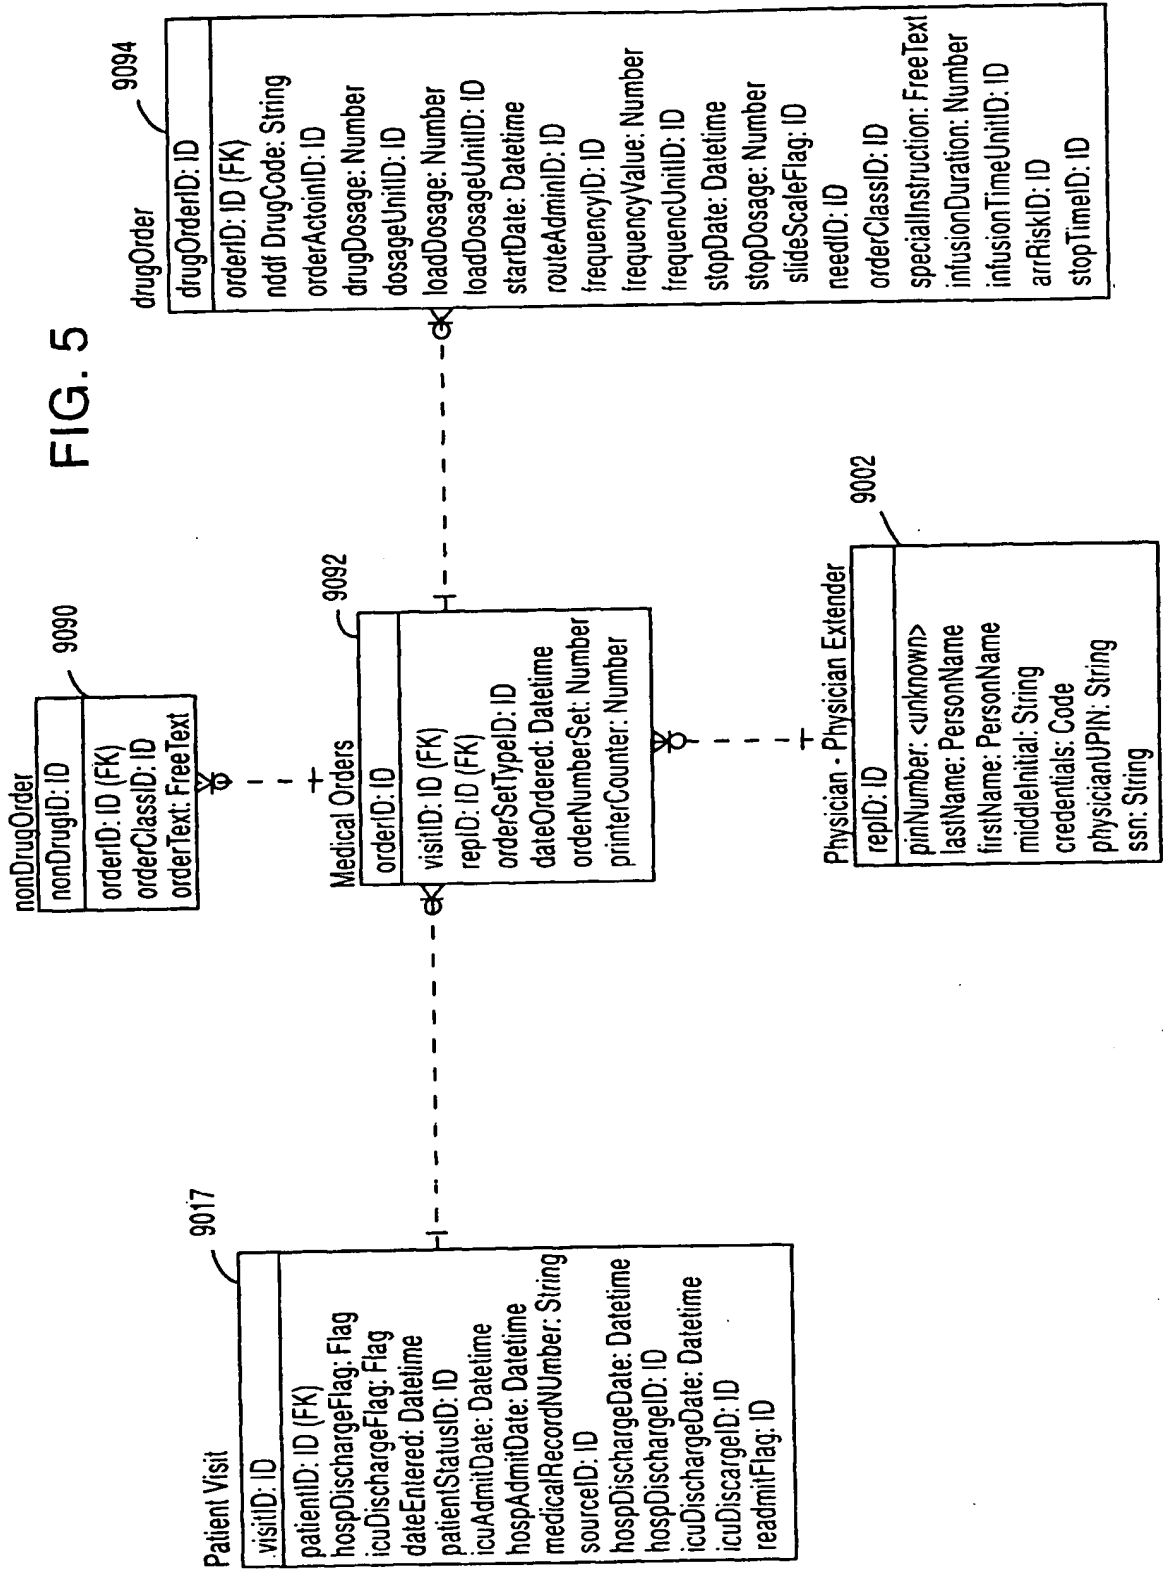 FIG. 5
Patient Visit
9017
visitID: ID
patientID: ID (FK)
hospDischargeFlag: Flag
icuDischargeFlag: Flag
dateEntered: Datetime
patientStatusID: ID
icuAdmitDate: Datetime
hospAdmitDate: Datetime
medicalRecordNUmber: String
sourceID: ID
hospDischargeDate: Datetime
hospDischargeID: ID
icuDischargeDate: Datetime
icuDiscargeID: ID
readmitFlag: ID
nonDrugOrder
9090
nonDrugID: ID
orderID: ID (FK)
orderClassID: ID
orderText: FreeText
Medical Orders
9092
orderID: ID
visitID: ID (FK)
repID: ID (FK)
orderSetTypeID: ID
dateOrdered: Datetime
orderNumberSet: Number
printerCounter: Number
Physician - Physician Extender
9002
repID: ID
pinNumber: <unknown>
lastName: PersonName
firstName: PersonName
middleInitial: String
credentials: Code
physicianUPIN: String
ssn: String
drugOrder
9094
drugOrderID: ID
orderID: ID (FK)
nddf DrugCode: String
orderActoinID: ID
drugDosage: Number
dosageUnitID: ID
loadDosage: Number
loadDosageUnitID: ID
startDate: Datetime
routeAdminID: ID
frequencyID: ID
frequencyValue: Number
frequencUnitID: ID
stopDate: Datetime
stopDosage: Number
slideScaleFlag: ID
needID: ID
orderClassID: ID
specialInstruction: FreeText
infusionDuration: Number
infusionTimeUnitID: ID
arrRiskID: ID
stopTimeID: ID